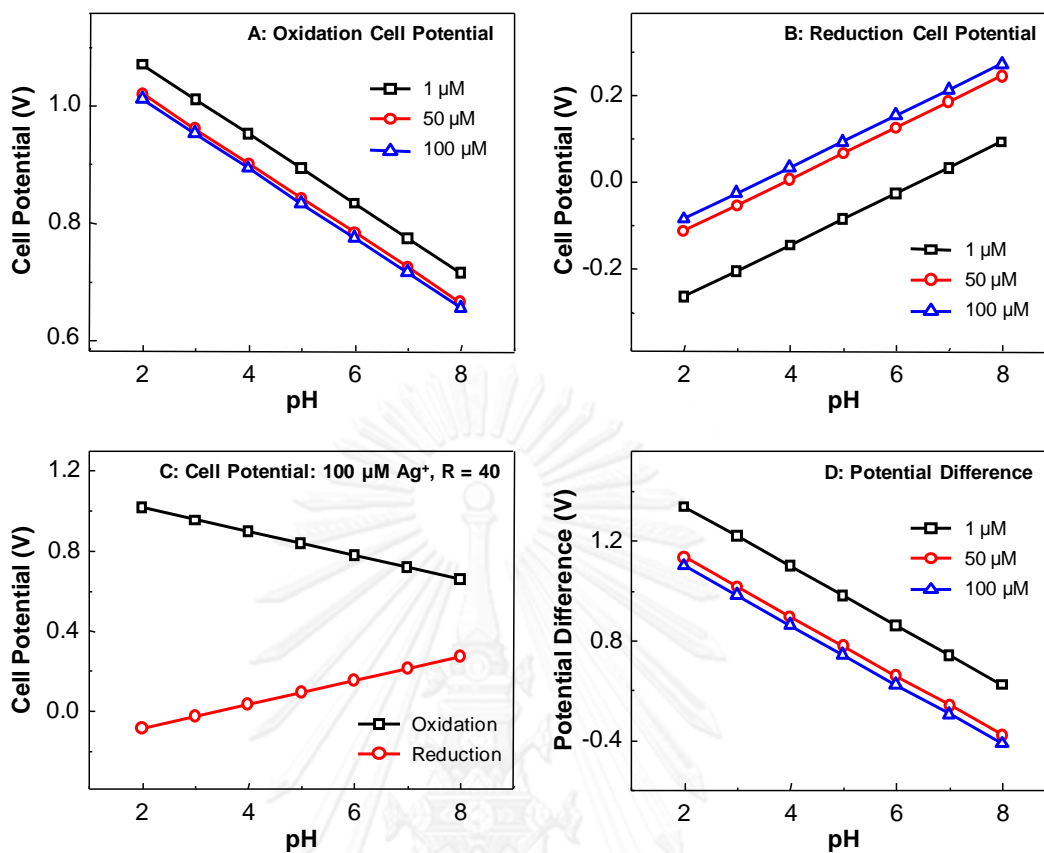 A: Oxidation Cell Potential
1 µM
50 µM
100 µM
1.0
0.8
0.6
Cell Potential (V)
2 4 6 8
pH
B: Reduction Cell Potential
1 µM
50 µM
100 µM
0.2
0.0
-0.2
Cell Potential (V)
2 4 6 8
pH
C: Cell Potential: 100 µM Ag⁺, R = 40
Oxidation
Reduction
1.2
0.8
0.4
0.0
Cell Potential (V)
2 4 6 8
pH
D: Potential Difference
1 µM
50 µM
100 µM
1.2
0.8
-0.4
Potential Difference (V)
2 4 6 8
pH